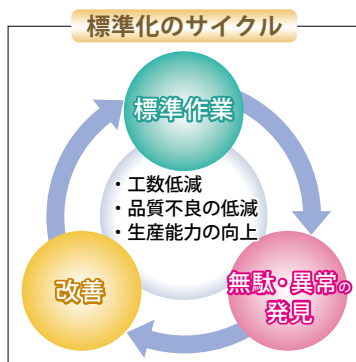 標準化のサイクル
標準作業
・工数低減
・品質不良の低減
・生産能力の向上
改善
無駄・異常の
発見